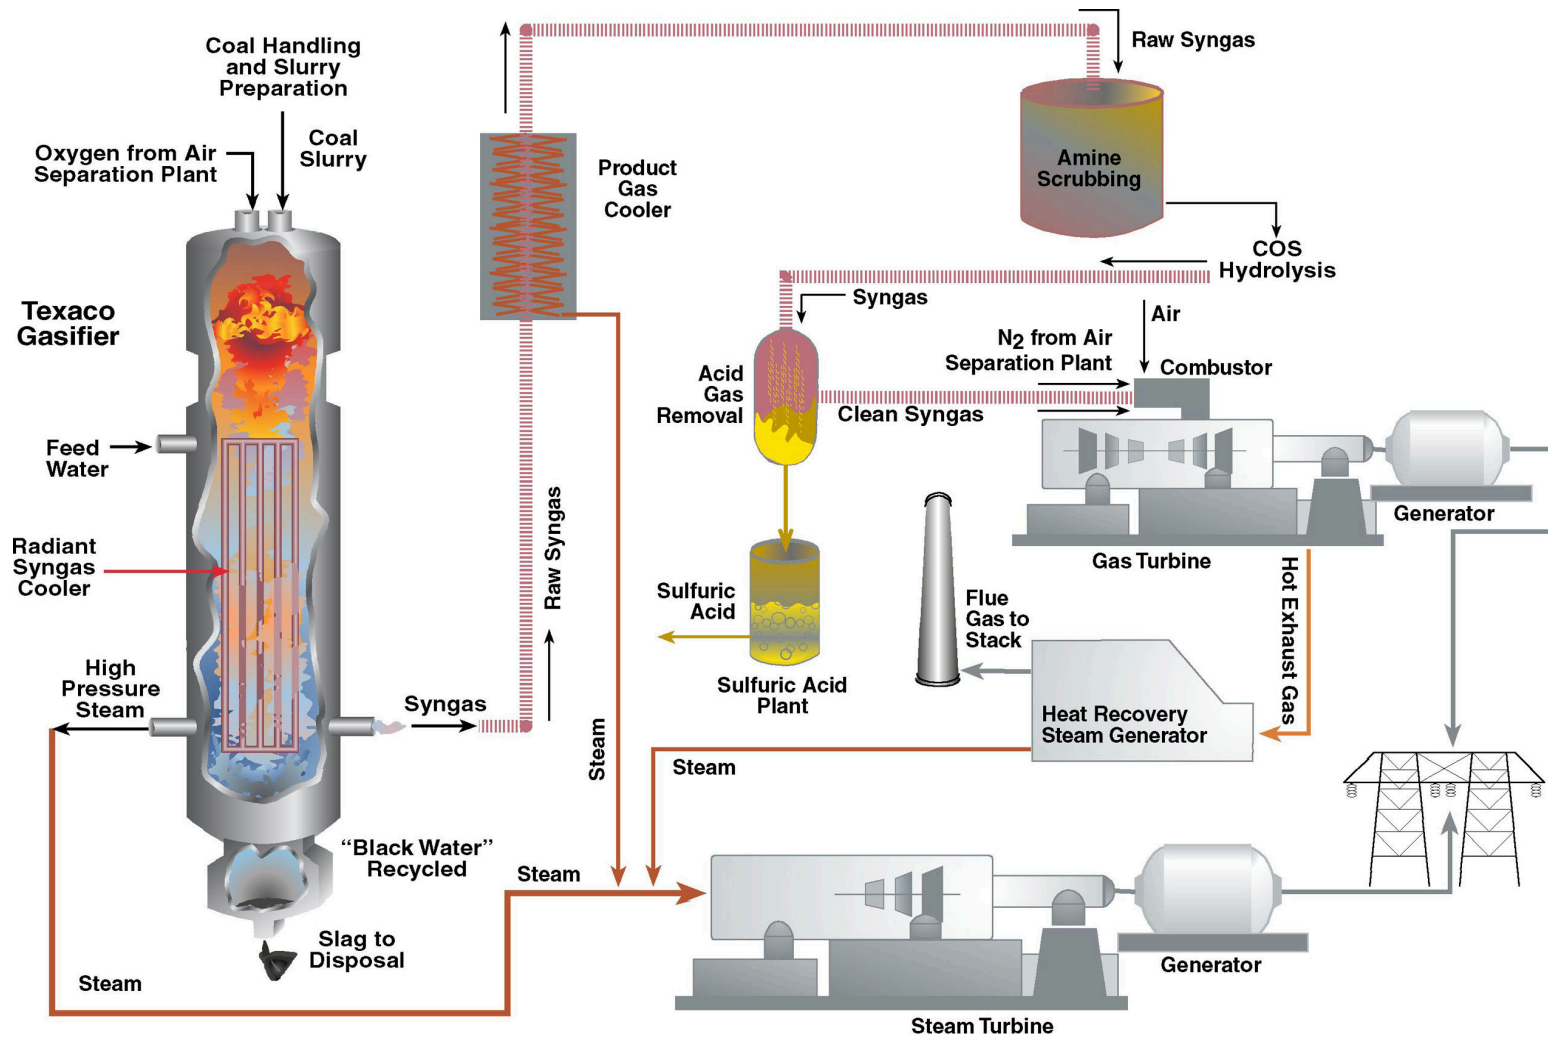 Coal Handling
and Slurry
Preparation
Coal
Slurry
Oxygen from Air
Separation Plant
Texaco
Gasifier
Feed
Water
Radiant
Syngas
Cooler
High
Pressure
Steam
Syngas
Raw Syngas
“Black Water”
Recycled
Slag to
Disposal
Steam
Product
Gas
Cooler
Steam
Steam
Raw Syngas
Amine
Scrubbing
COS
Hydrolysis
Syngas
Acid
Gas
Removal
Clean Syngas
N2 from Air
Separation Plant
Air
Combustor
Generator
Gas Turbine
Sulfuric
Acid
Sulfuric Acid
Plant
Flue
Gas to
Stack
Hot Exhaust Gas
Heat Recovery
Steam Generator
Steam
Generator
Steam Turbine